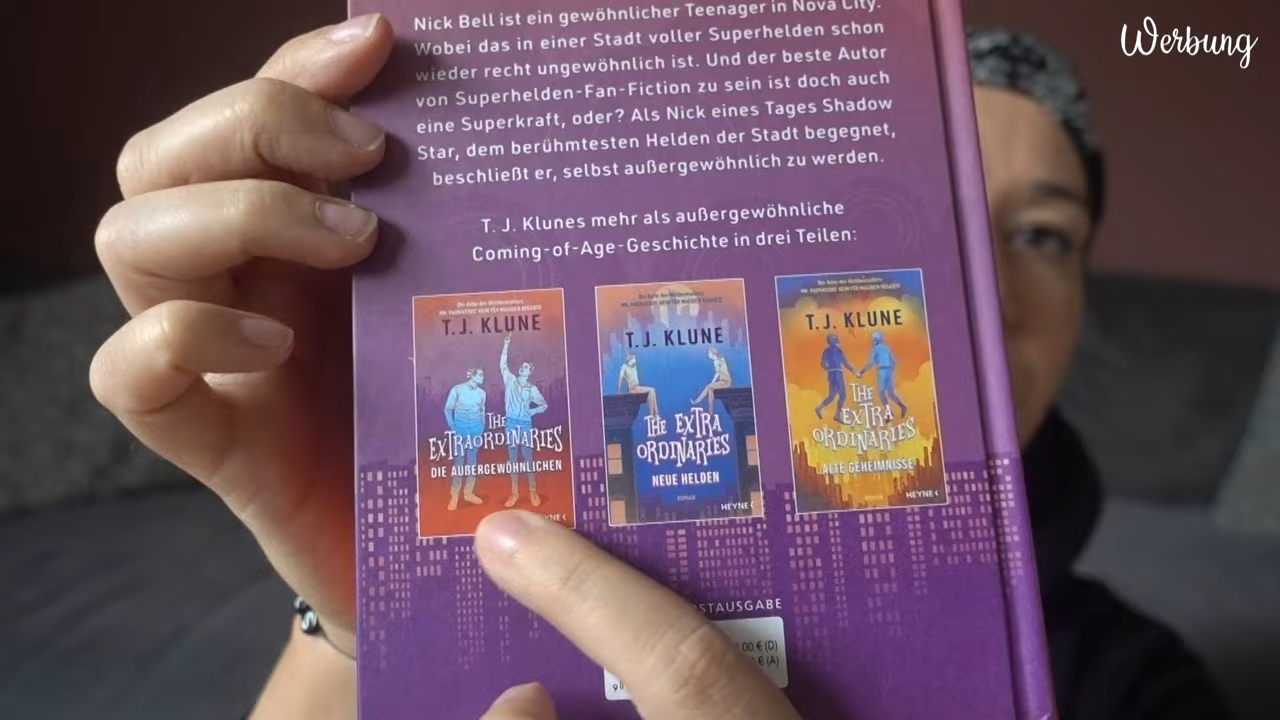 Werbung
Nick Bell ist ein gewöhnlicher Teenager in Nova City.
Wobei das in einer Stadt voller Superhelden schon
wieder recht ungewöhnlich ist. Und der beste Autor
von Superhelden-Fan-Fiction zu sein ist doch auch
eine Superkraft, oder? Als Nick eines Tages Shadow
Star, dem berühmtesten Helden der Stadt begegnet,
beschließt er, selbst außergewöhnlich zu werden.
T. J. Klunes mehr als außergewöhnliche
Coming-of-Age-Geschichte in drei Teilen:
T.J. KLUNE
THE
EXTRAORDINARIES
DIE AUßERGEWÖHNLICHEN
T.J. KLUNE
THE EXTRA
ORDINARIES
NEUE HELDEN
HEYNE <
T.J. KLUNE
THE
EXTRA
ORDINARIES
ALTE GEHEIMNISSE
HEYNE <
00 € (D)
€ (A)